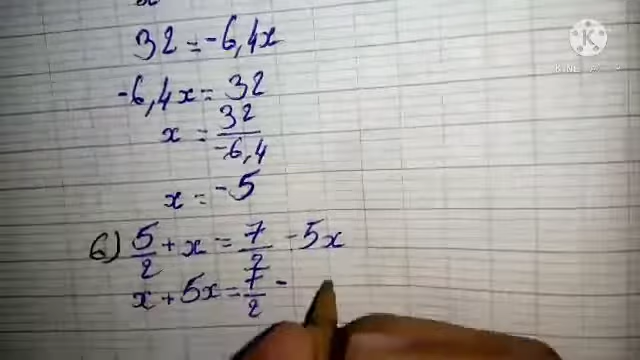 32 = -6,4x
-6,4x = 32
x = 32/-6,4
x = -5
6) 5/2 + x = 7/2 - 5x
x + 5x = 7/2 -